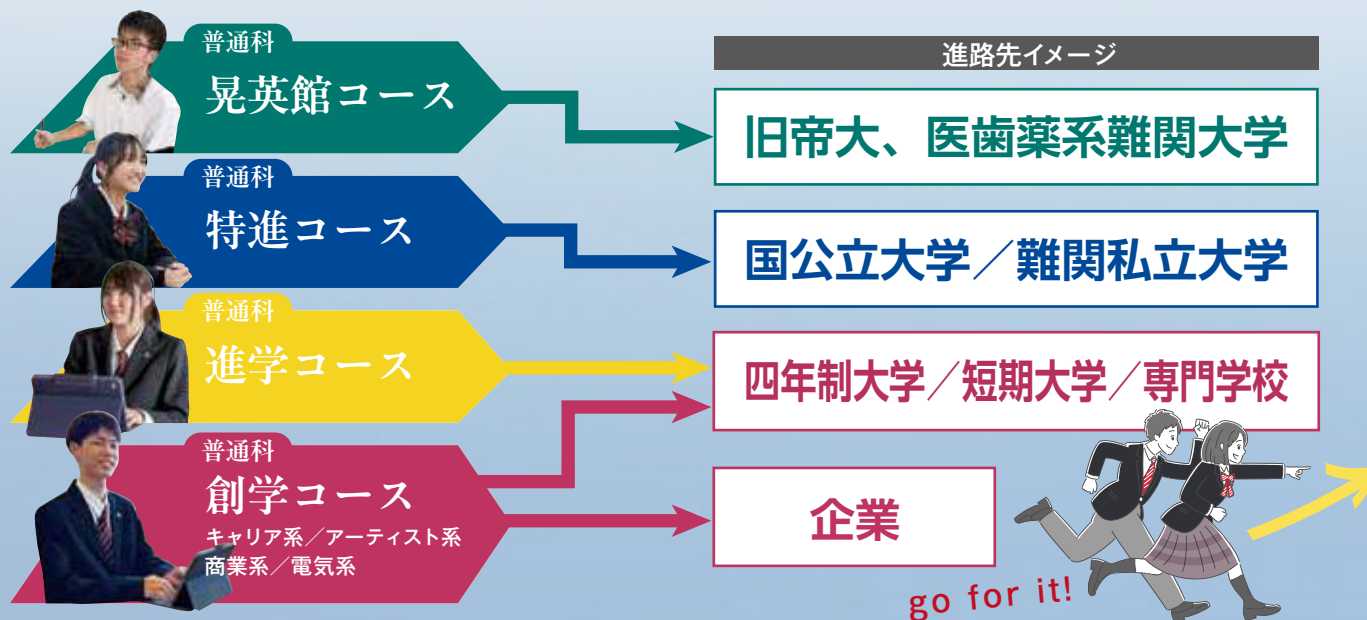 普通科
晃英館コース
普通科
特進コース
普通科
進学コース
普通科
創学コース
キャリア系／アーティスト系
商業系／電気系
進路先イメージ
旧帝大、医歯薬系難関大学
国公立大学／難関私立大学
四年制大学／短期大学／専門学校
企業
go for it!